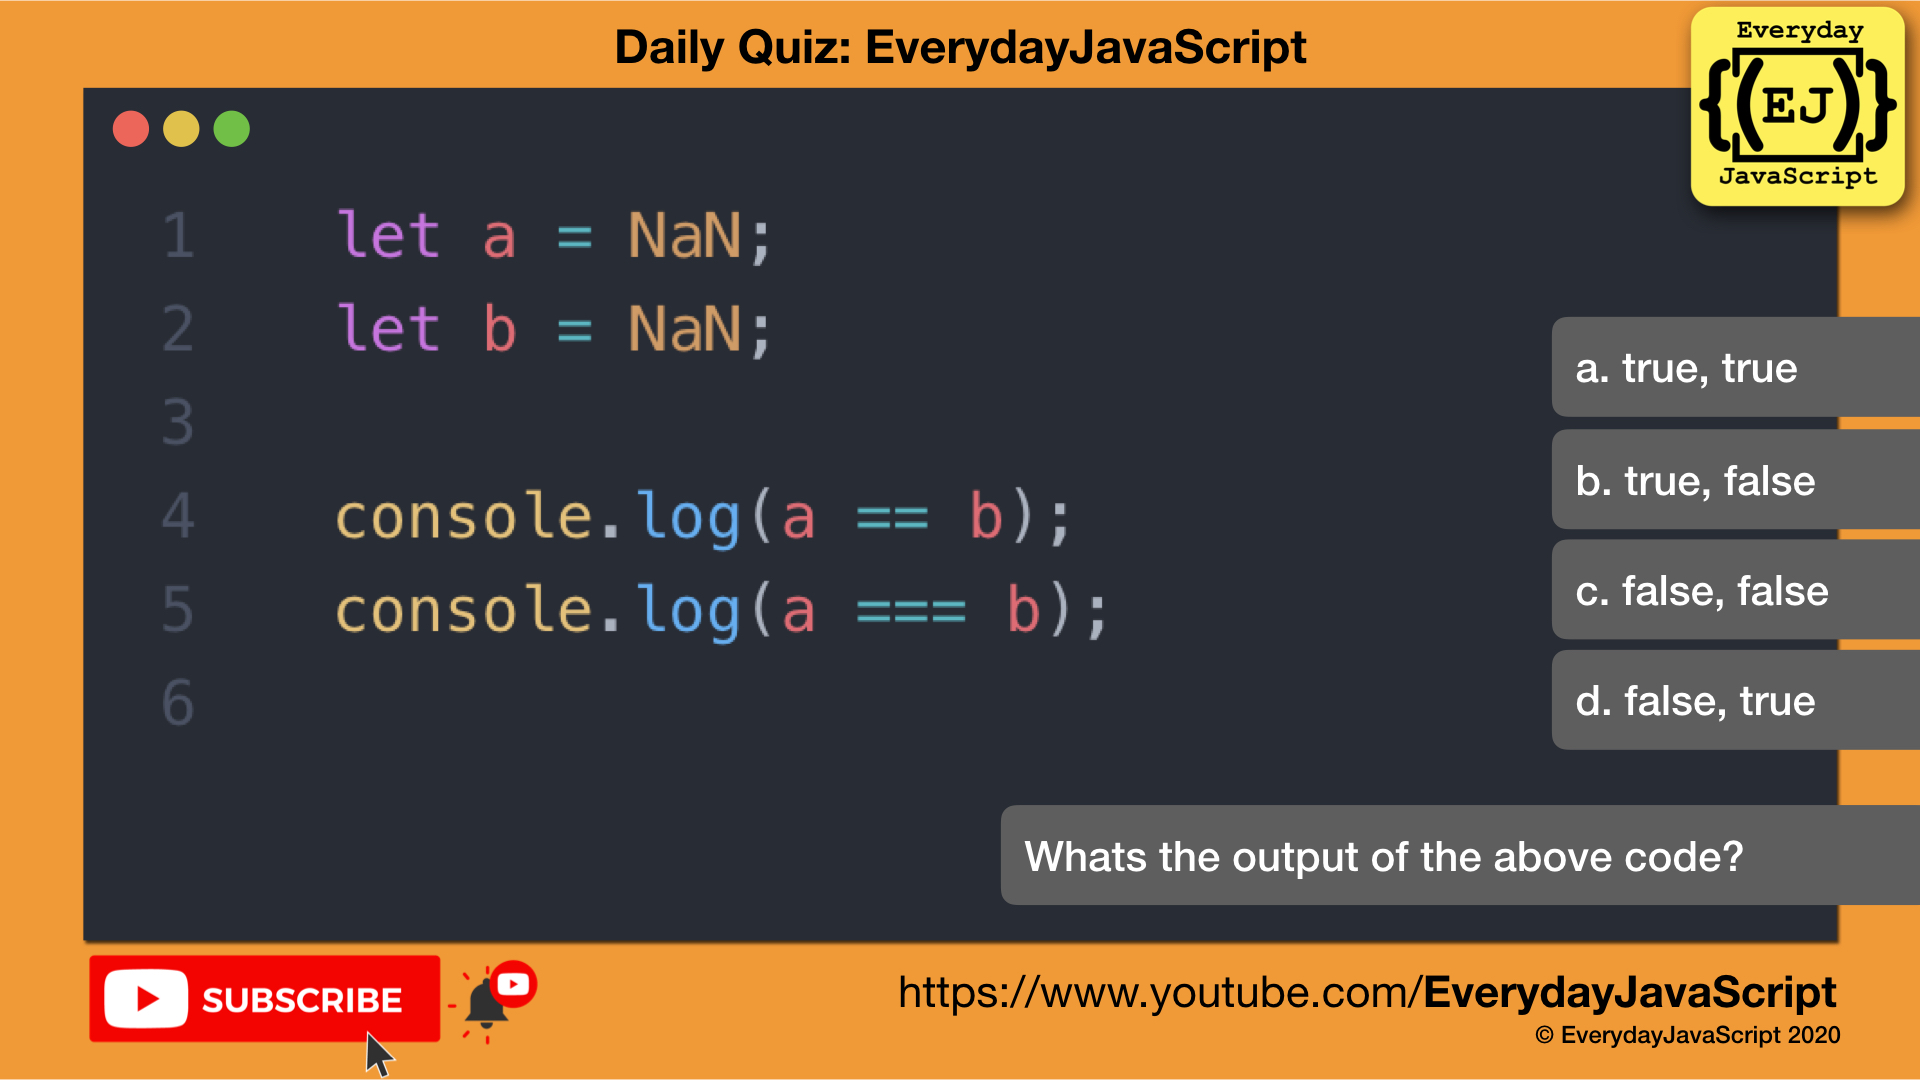 Daily Quiz: EverydayJavaScript
Everyday
{[(EJ)]}
JavaScript
1 let a = NaN;
2 let b = NaN;
3
4 console.log(a == b);
5 console.log(a === b);
6
a. true, true
b. true, false
c. false, false
d. false, true
Whats the output of the above code?
SUBSCRIBE
https://www.youtube.com/EverydayJavaScript
© EverydayJavaScript 2020